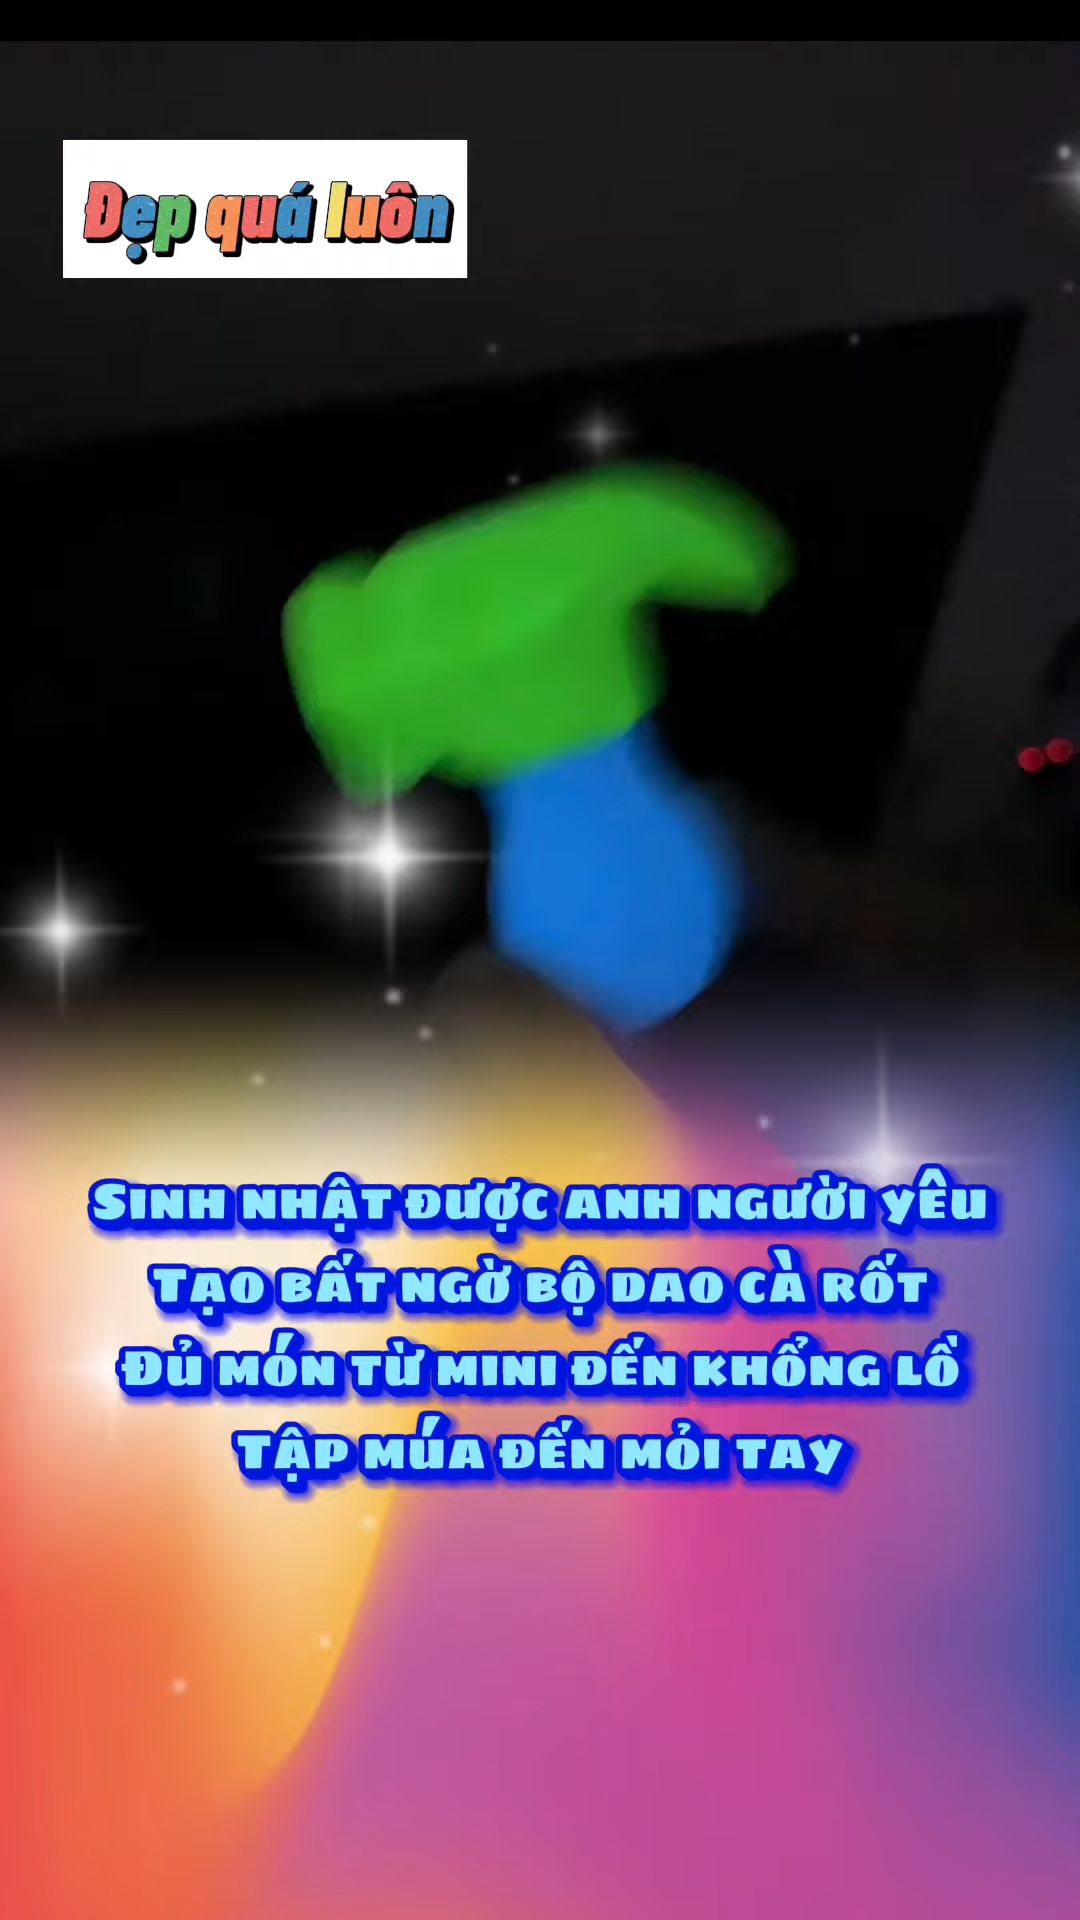 Đẹp quá luôn
Sinh nhật được anh người yêu
Tạo bất ngờ bộ dao cà rốt
Đủ món từ mini đến khổng lồ
Tập múa đến mỏi tay